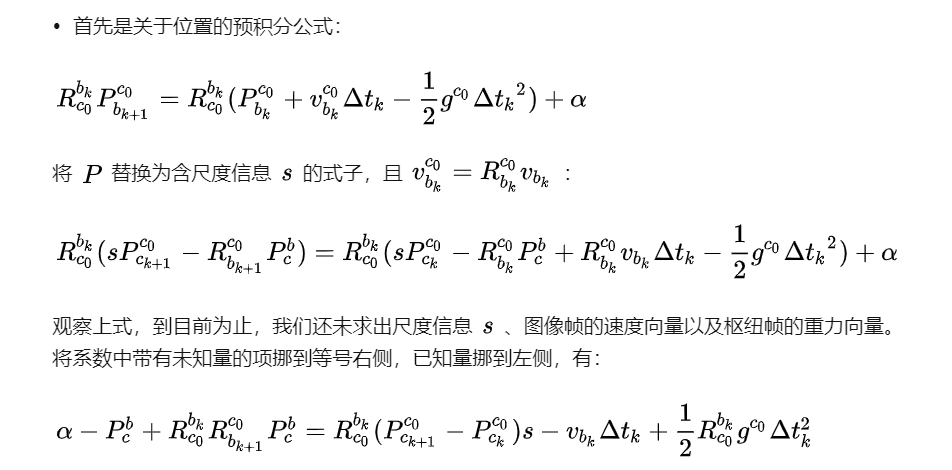 • 首先是关于位置的预积分公式：
$R_{c_0}^{b_k} P_{b_{k+1}}^{c_0} = R_{c_0}^{b_k} (P_{b_k}^{c_0} + v_{b_k}^{c_0} \Delta t_k - \frac{1}{2} g^{c_0} \Delta {t_k}^2) + \alpha$
将 $P$ 替换为含尺度信息 $s$ 的式子，且 $v_{b_k}^{c_0} = R_{b_k}^{c_0} v_{b_k}$ ：
$R_{c_0}^{b_k} (s P_{c_{k+1}}^{c_0} - R_{b_{k+1}}^{c_0} P_c^b) = R_{c_0}^{b_k} (s P_{c_k}^{c_0} - R_{b_k}^{c_0} P_c^b + R_{b_k}^{c_0} v_{b_k} \Delta t_k - \frac{1}{2} g^{c_0} \Delta {t_k}^2) + \alpha$
观察上式，到目前为止，我们还未求出尺度信息 $s$ 、图像帧的速度向量以及枢纽帧的重力向量。
将系数中带有未知量的项挪到等号右侧，已知量挪到左侧，有：
$\alpha - P_c^b + R_{c_0}^{b_k} R_{b_{k+1}}^{c_0} P_c^b = R_{c_0}^{b_k} (P_{c_{k+1}}^{c_0} - P_{c_k}^{c_0}) s - v_{b_k} \Delta t_k + \frac{1}{2} R_{c_0}^{b_k} g^{c_0} \Delta t_k^2$